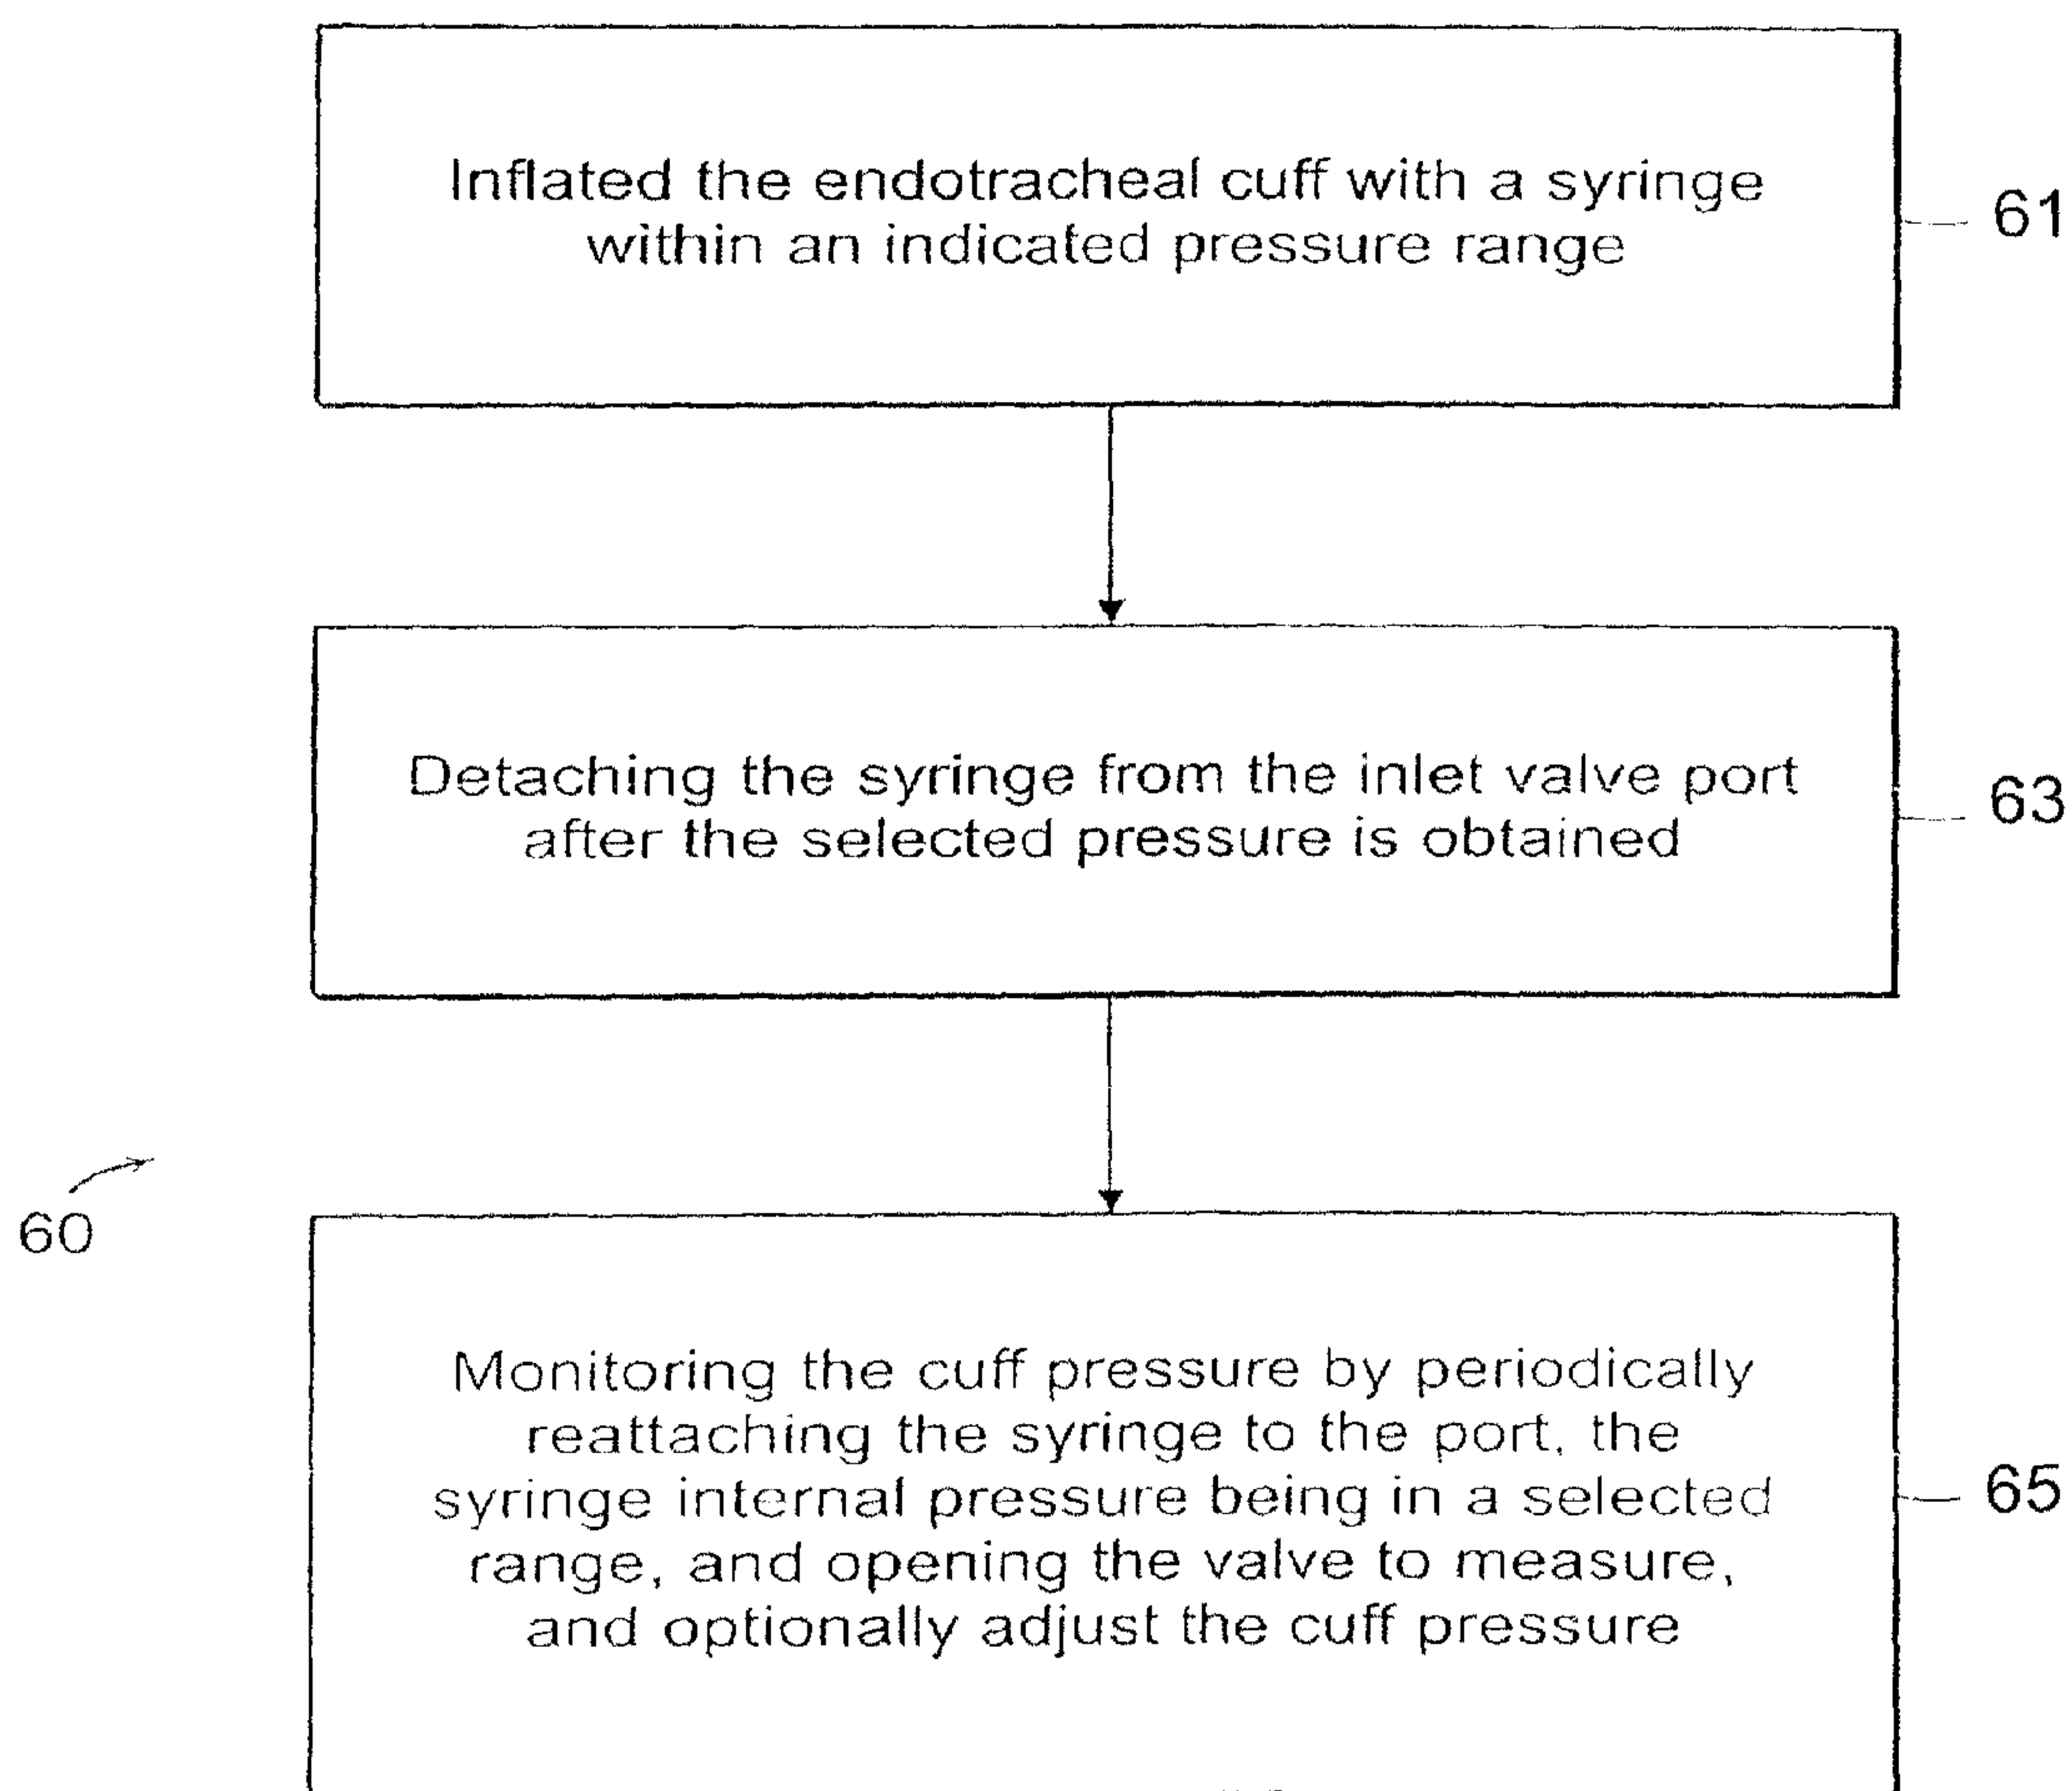 Inflated the endotracheal cuff with a syringe
within an indicated pressure range
61
Detaching the syringe from the inlet valve port
after the selected pressure is obtained
63
60
Monitoring the cuff pressure by periodically
reattaching the syringe to the port, the
syringe internal pressure being in a selected
range, and opening the valve to measure,
and optionally adjust the cuff pressure
65